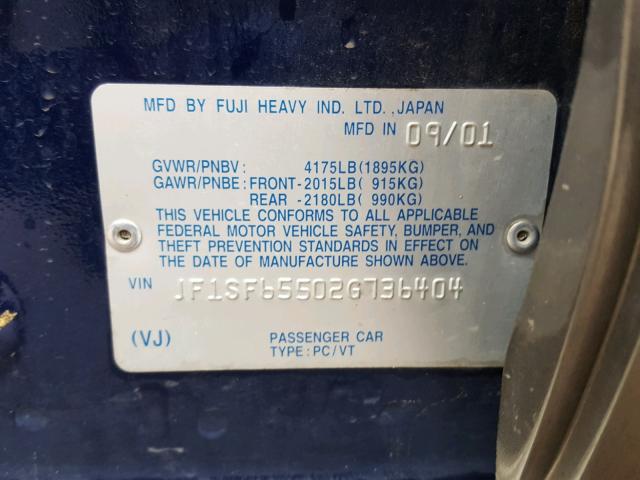 MFD BY FUJI HEAVY IND. LTD.,JAPAN
MFD IN 09/01
GVWR/PNBV: 4175LB(1895KG)
GAWR/PNBE: FRONT-2015LB( 915KG)
REAR -2180LB( 990KG)
THIS VEHICLE CONFORMS TO ALL APPLICABLE
FEDERAL MOTOR VEHICLE SAFETY, BUMPER, AND
THEFT PREVENTION STANDARDS IN EFFECT ON
THE DATE OF MANUFACTURE SHOWN ABOVE.
VIN JF1SF65502G736404
(VJ) PASSENGER CAR
TYPE: PC/VT